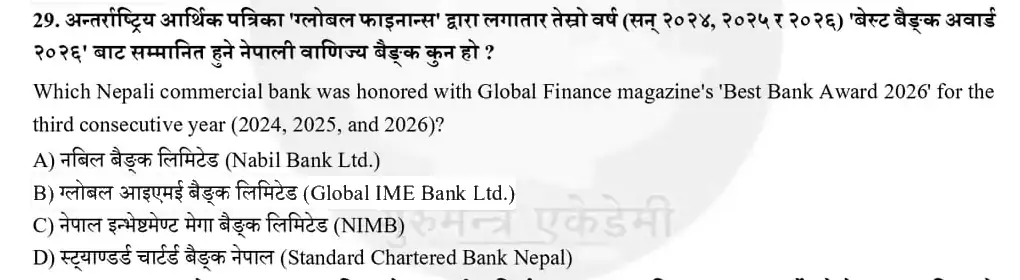 29. अन्तर्राष्ट्रिय आर्थिक पत्रिका 'ग्लोबल फाइनान्स' द्वारा लगातार तेस्रो वर्ष (सन् २०२४, २०२५ र २०२६) 'बेस्ट बैङ्क अवार्ड
२०२६' बाट सम्मानित हुने नेपाली वाणिज्य बैङ्क कुन हो ?
Which Nepali commercial bank was honored with Global Finance magazine's 'Best Bank Award 2026' for the
third consecutive year (2024, 2025, and 2026)?
A) नबिल बैङ्क लिमिटेड (Nabil Bank Ltd.)
B) ग्लोबल आइएमई बैङ्क लिमिटेड (Global IME Bank Ltd.)
C) नेपाल इन्भेष्टमेण्ट मेगा बैङ्क लिमिटेड (NIMB)
D) स्ट्याण्डर्ड चार्टर्ड बैङ्क नेपाल (Standard Chartered Bank Nepal)
एकेडेमी